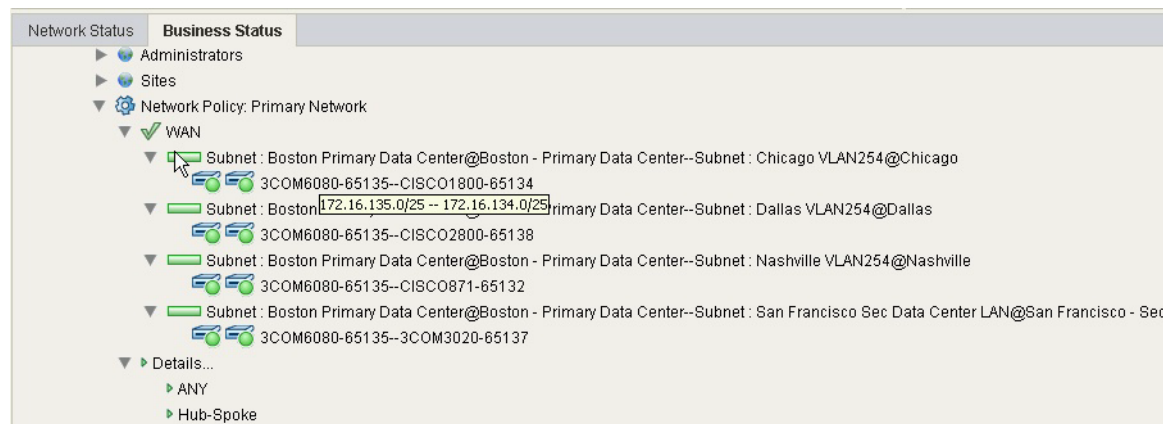 Network Status Business Status
Administrators
Sites
Network Policy: Primary Network
WAN
Subnet : Boston Primary Data Center@Boston - Primary Data Center--Subnet : Chicago VLAN254@Chicago
3COM6080-65135--CISCO1800-65134
172.16.135.0/25 -- 172.16.134.0/25
Subnet : Boston rimary Data Center--Subnet : Dallas VLAN254@Dallas
3COM6080-65135--CISCO2800-65138
Subnet : Boston Primary Data Center@Boston - Primary Data Center--Subnet : Nashville VLAN254@Nashville
3COM6080-65135--CISCO871-65132
Subnet : Boston Primary Data Center@Boston - Primary Data Center--Subnet : San Francisco Sec Data Center LAN@San Francisco - Sec
3COM6080-65135--3COM3020-65137
Details...
ANY
Hub-Spoke